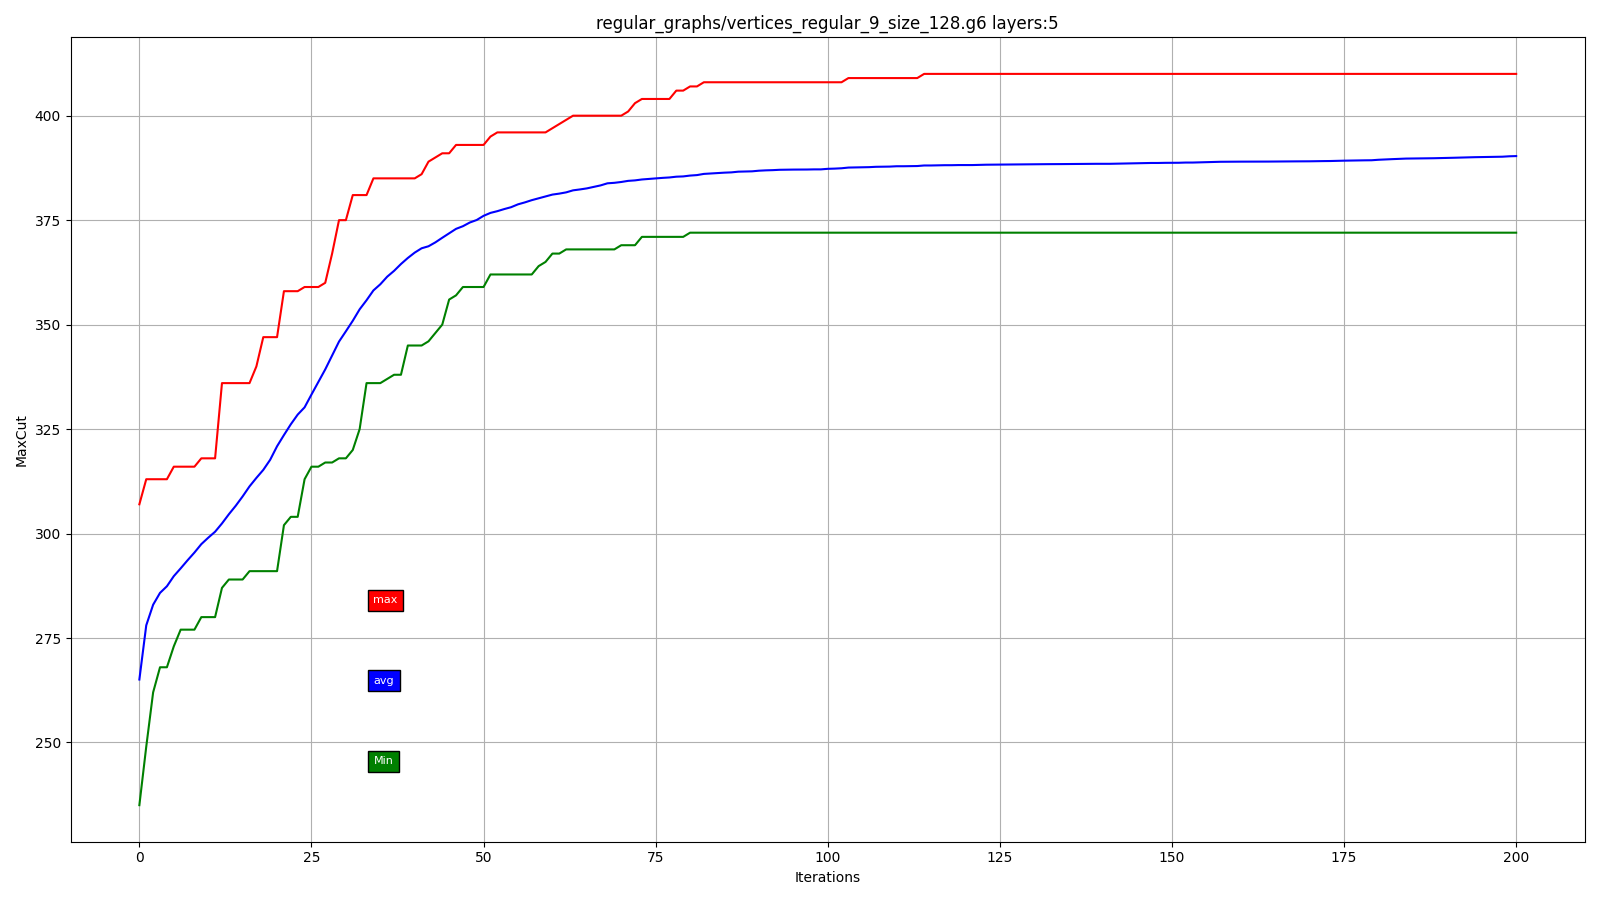 regular_graphs/vertices_regular_9_size_128.g6 layers:5
MaxCut
400
375
350
325
300
275
250
max
avg
Min
0 25 50 75 100 125 150 175 200
Iterations